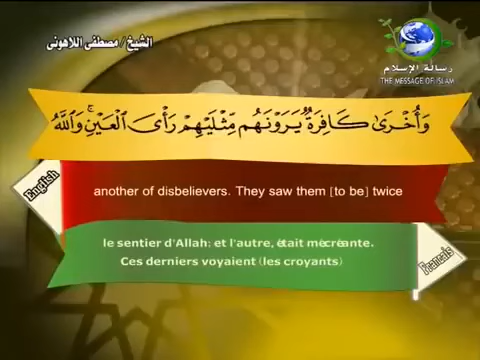 الشيخ/مصطفى اللاهونى
رسالة الإسلام
THE MESSAGE OF ISLAM
وَأُخْرَىٰ كَافِرَةٌ يَرَوْنَهُم مِّثْلَيْهِمْ رَأْىَ الْعَيْنِ ۚ وَاللَّهُ
English
another of disbelievers. They saw them [to be] twice
le sentier d'Allah; et l'autre, était mécréante.
Ces derniers voyaient (les croyants)
Francais